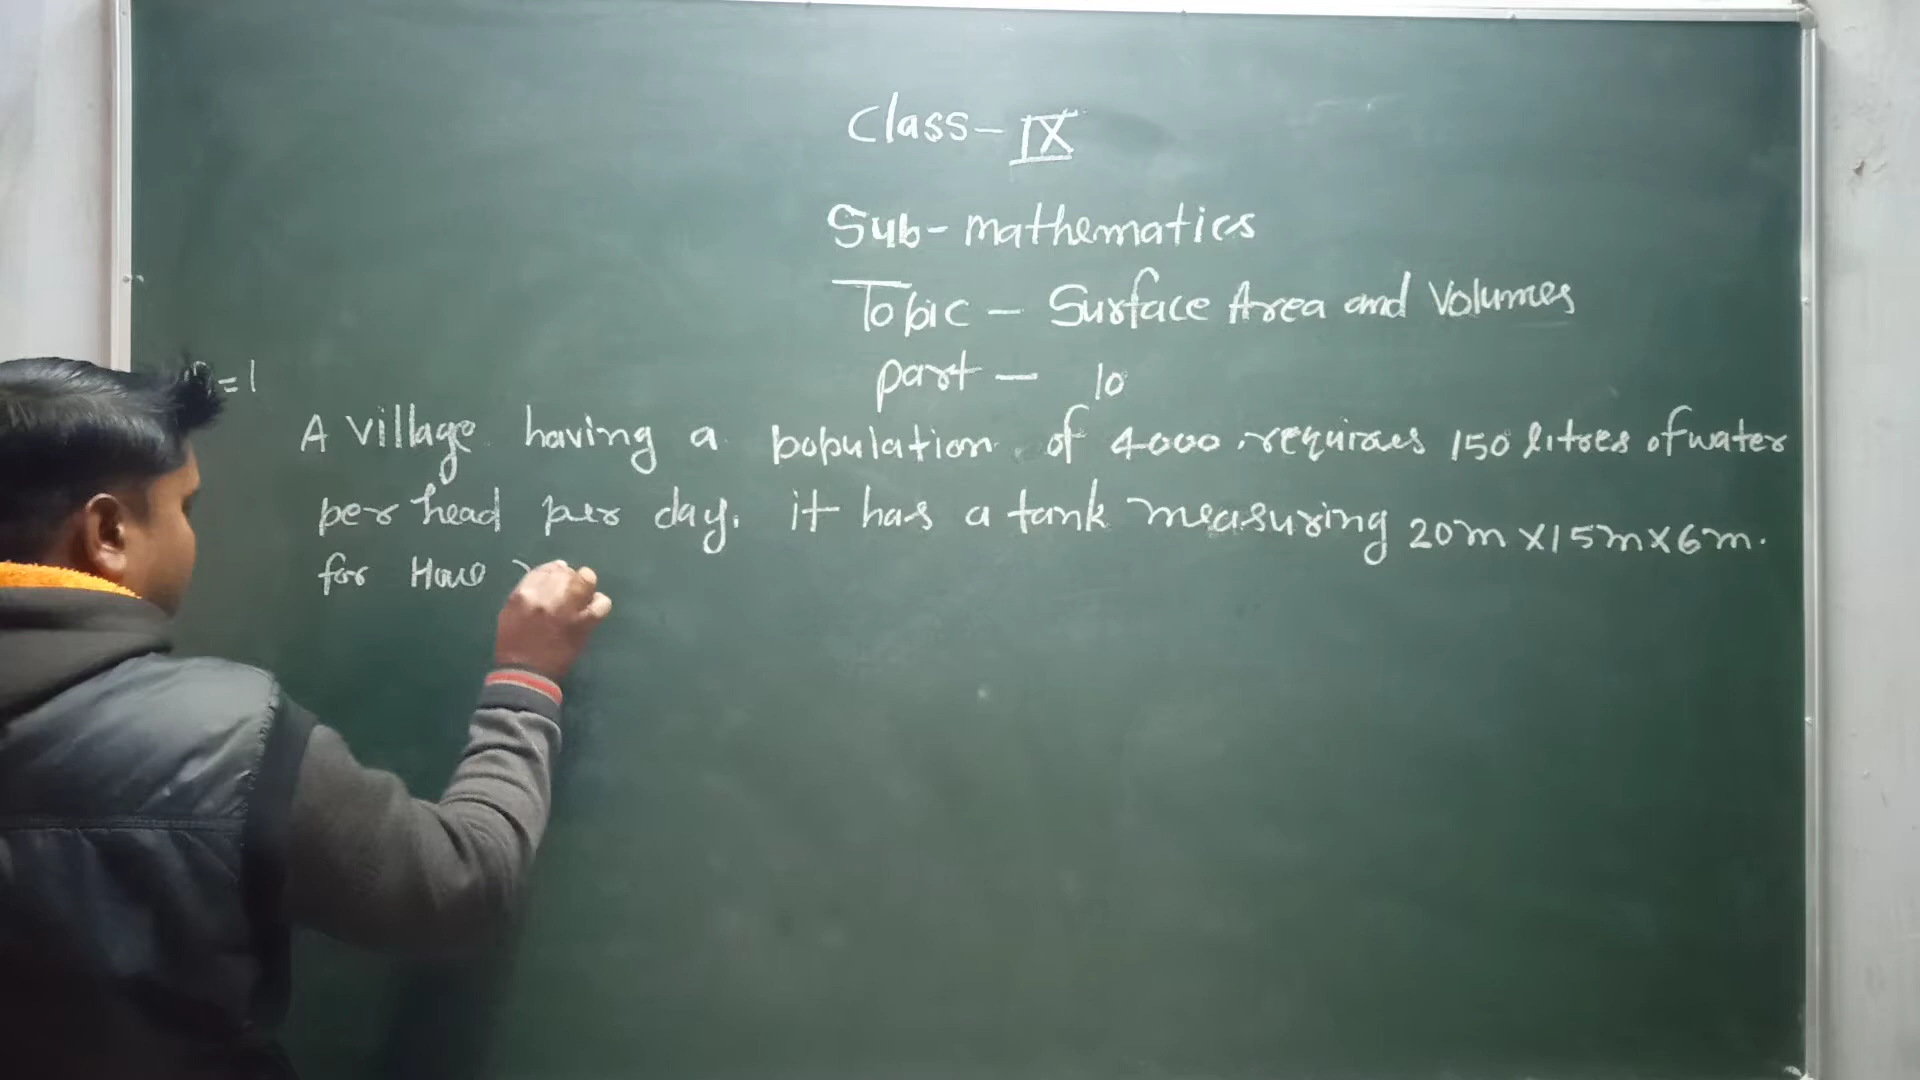 Class - IX
Sub - mathematics
Topic - Surface Area and Volumes
part - 10
=1
A village having a population of 4000 requires 150 litres of water
per head per day. it has a tank measuring 20m x 15m x 6m.
for How